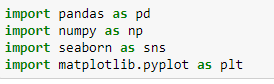 import pandas as pd
import numpy as np
import seaborn as sns
import matplotlib.pyplot as plt